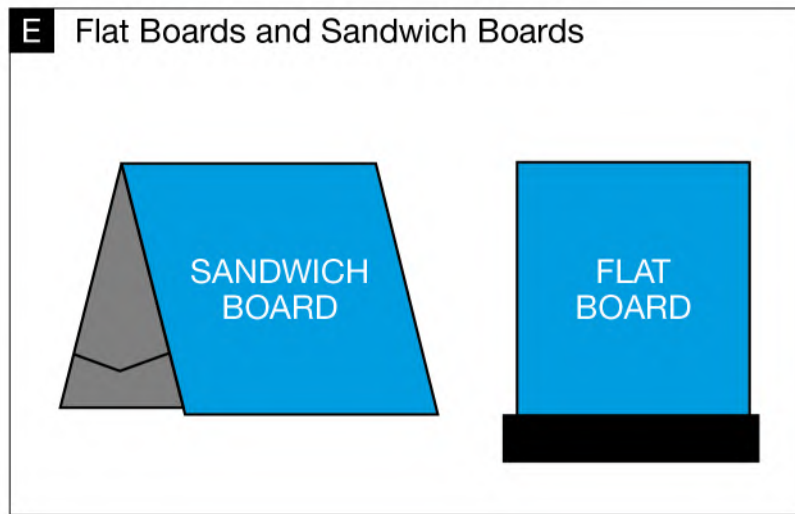 E Flat Boards and Sandwich Boards
SANDWICH
BOARD
FLAT
BOARD